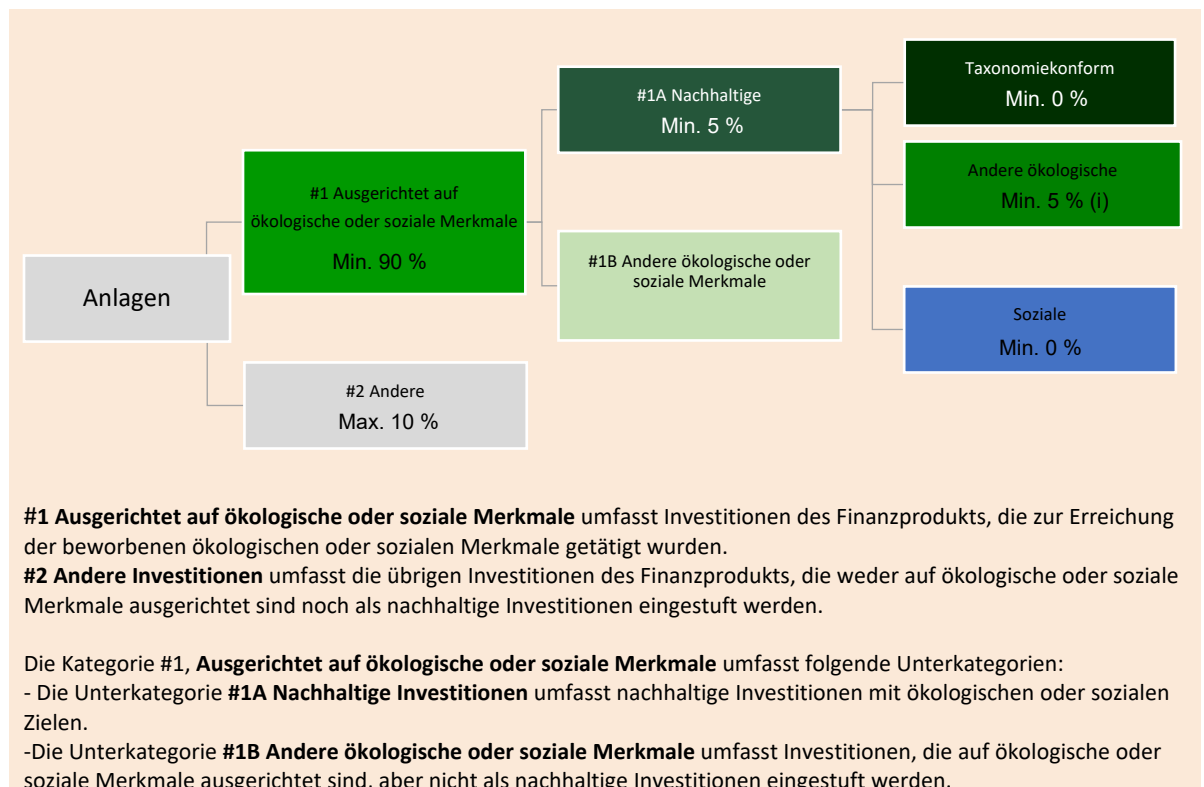 Anlagen
#1 Ausgerichtet auf
ökologische oder soziale Merkmale
Min. 90 %
#2 Andere
Max. 10 %
#1A Nachhaltige
Min. 5 %
#1B Andere ökologische oder
soziale Merkmale
Taxonomiekonform
Min. 0 %
Andere ökologische
Min. 5 % (i)
Soziale
Min. 0 %
#1 Ausgerichtet auf ökologische oder soziale Merkmale umfasst Investitionen des Finanzprodukts, die zur Erreichung
der beworbenen ökologischen oder sozialen Merkmale getätigt wurden.
#2 Andere Investitionen umfasst die übrigen Investitionen des Finanzprodukts, die weder auf ökologische oder soziale
Merkmale ausgerichtet sind noch als nachhaltige Investitionen eingestuft werden.
Die Kategorie #1, Ausgerichtet auf ökologische oder soziale Merkmale umfasst folgende Unterkategorien:
- Die Unterkategorie #1A Nachhaltige Investitionen umfasst nachhaltige Investitionen mit ökologischen oder sozialen
Zielen.
-Die Unterkategorie #1B Andere ökologische oder soziale Merkmale umfasst Investitionen, die auf ökologische oder
soziale Merkmale ausgerichtet sind, aber nicht als nachhaltige Investitionen eingestuft werden.